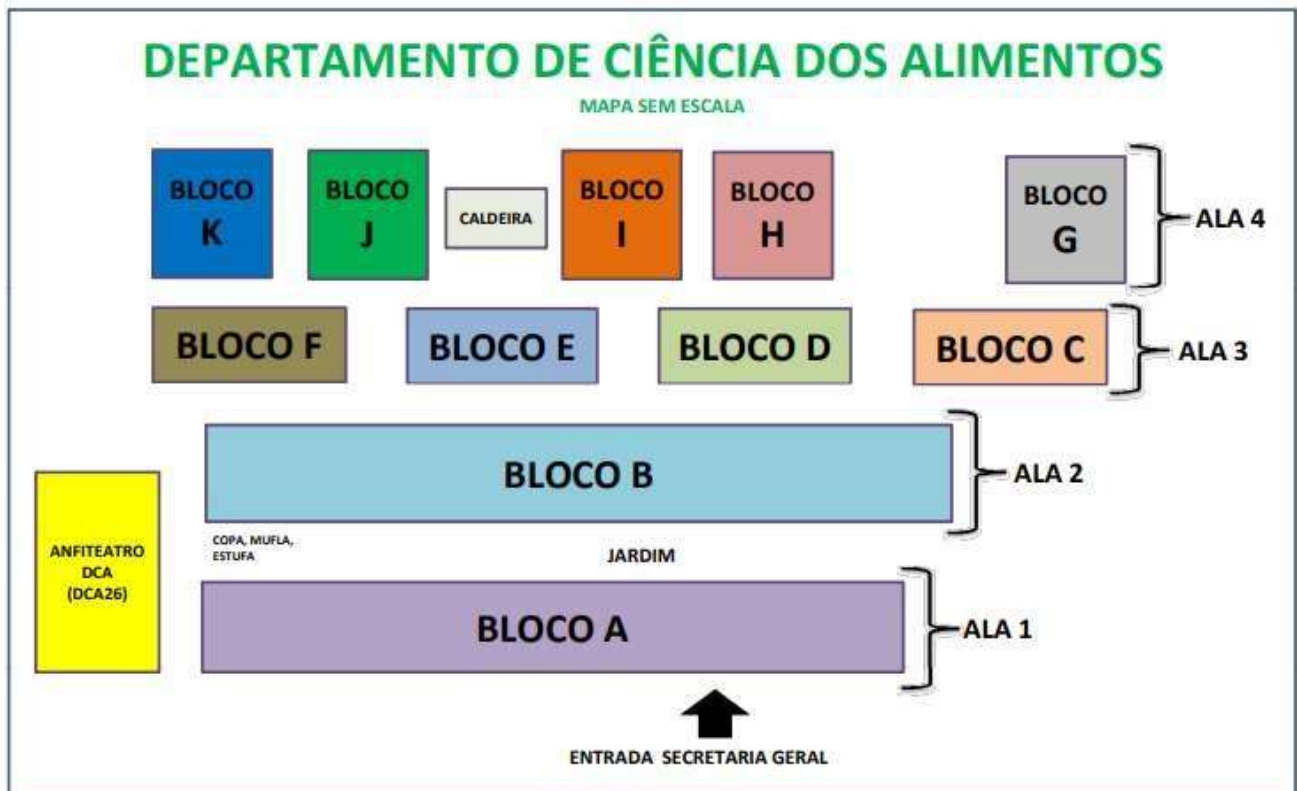 DEPARTAMENTO DE CIÊNCIA DOS ALIMENTOS
MAPA SEM ESCALA
BLOCO
K
BLOCO
J
CALDEIRA
BLOCO
I
BLOCO
H
BLOCO
G
ALA 4
BLOCO F
BLOCO E
BLOCO D
BLOCO C
ALA 3
BLOCO B
ALA 2
ANFITEATRO
DCA
(DCA26)
COPA, MUFLA,
ESTUFA
JARDIM
BLOCO A
ALA 1
ENTRADA SECRETARIA GERAL